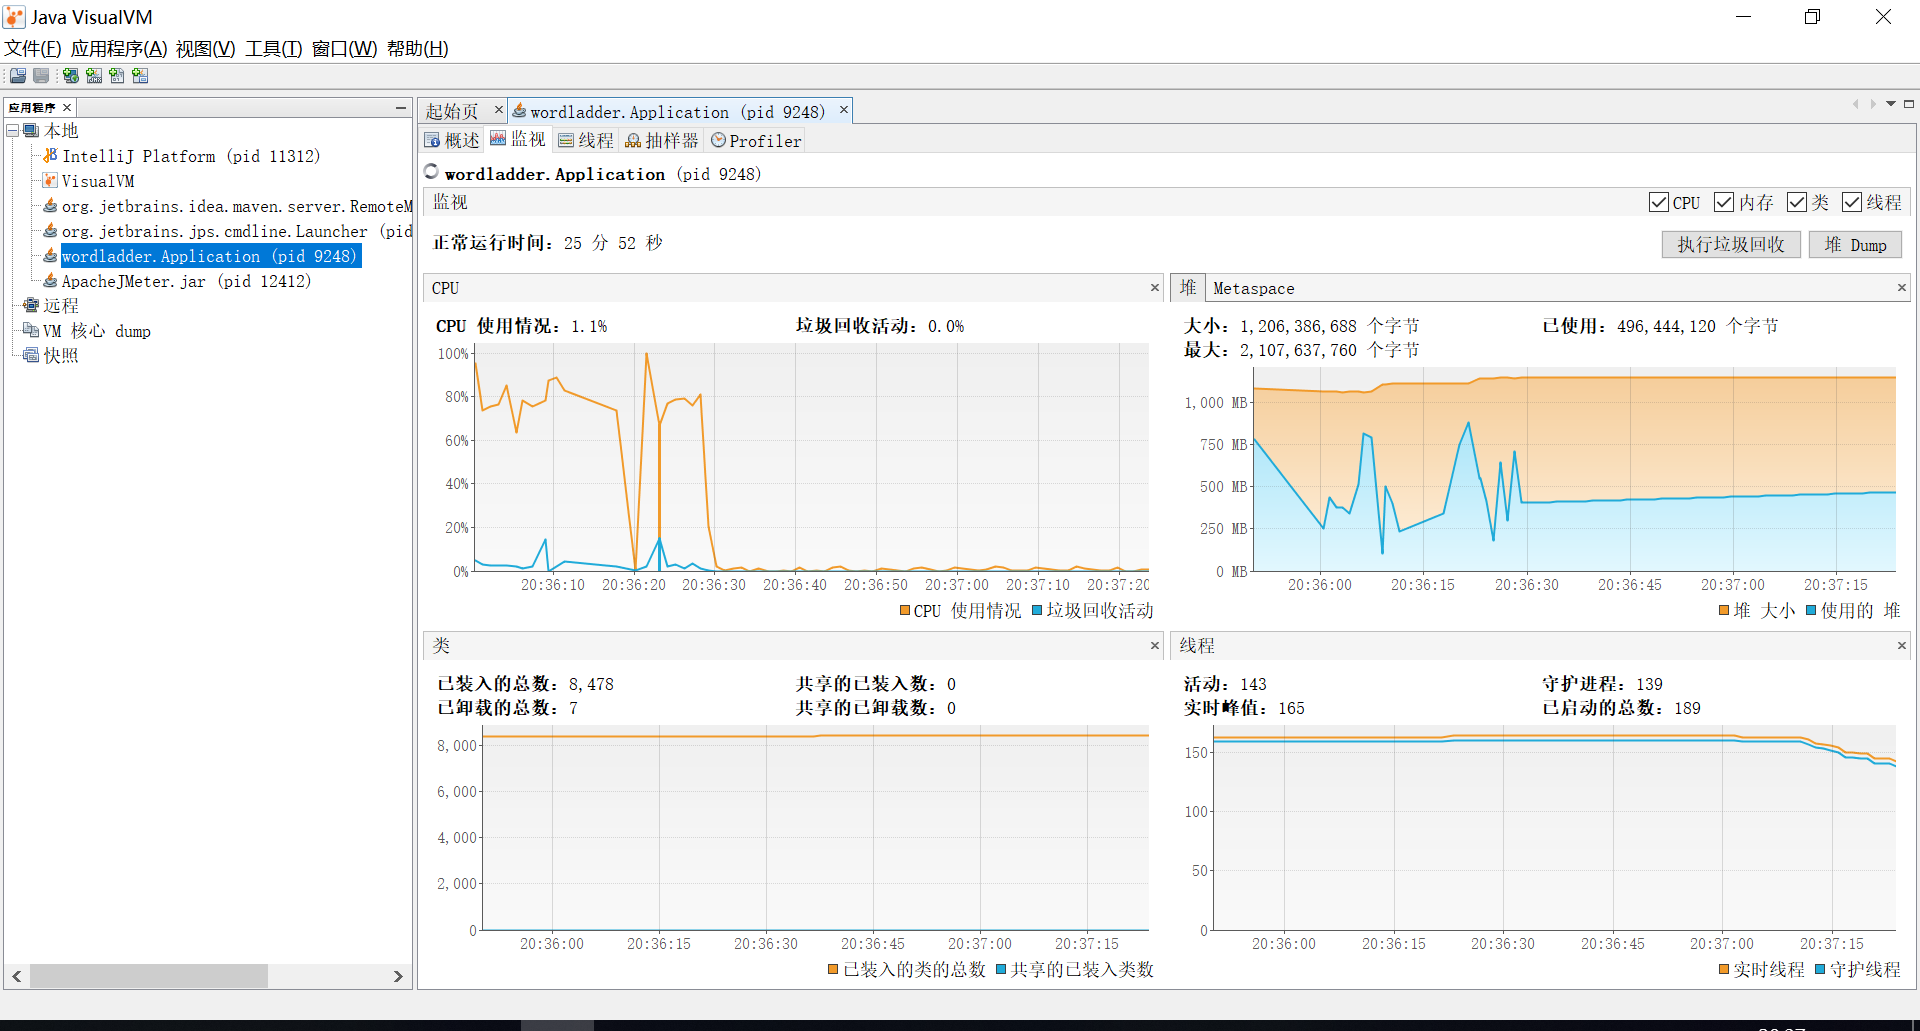 Java VisualVM
文件(F) 应用程序(A) 视图(V) 工具(T) 窗口(W) 帮助(H)
应用程序
本地
IntelliJ Platform (pid 11312)
VisualVM
org.jetbrains.idea.maven.server.RemoteM
org.jetbrains.jps.cmdline.Launcher (pid
wordladder.Application (pid 9248)
ApacheJMeter.jar (pid 12412)
远程
VM 核心 dump
快照
起始页 wordladder.Application (pid 9248)
概述 监视 线程 抽样器 Profiler
wordladder.Application (pid 9248)
监视 CPU 内存 类 线程
正常运行时间: 25 分 52 秒 执行垃圾回收 堆 Dump
CPU
CPU 使用情况: 1.1% 垃圾回收活动: 0.0%
100%
80%
60%
40%
20%
0%
20:36:10 20:36:20 20:36:30 20:36:40 20:36:50 20:37:00 20:37:10 20:37:20
CPU 使用情况 垃圾回收活动
堆 Metaspace
大小: 1,206,386,688 个字节 已使用: 496,444,120 个字节
最大: 2,107,637,760 个字节
1,000 MB
750 MB
500 MB
250 MB
0 MB
20:36:00 20:36:15 20:36:30 20:36:45 20:37:00 20:37:15
堆 大小 使用的 堆
类
已装入的总数: 8,478 共享的已装入数: 0
已卸载的总数: 7 共享的已卸载数: 0
8,000
6,000
4,000
2,000
0
20:36:00 20:36:15 20:36:30 20:36:45 20:37:00 20:37:15
已装入的类的总数 共享的已装入类数
线程
活动: 143 守护进程: 139
实时峰值: 165 已启动的总数: 189
150
100
50
0
20:36:00 20:36:15 20:36:30 20:36:45 20:37:00 20:37:15
实时线程 守护线程